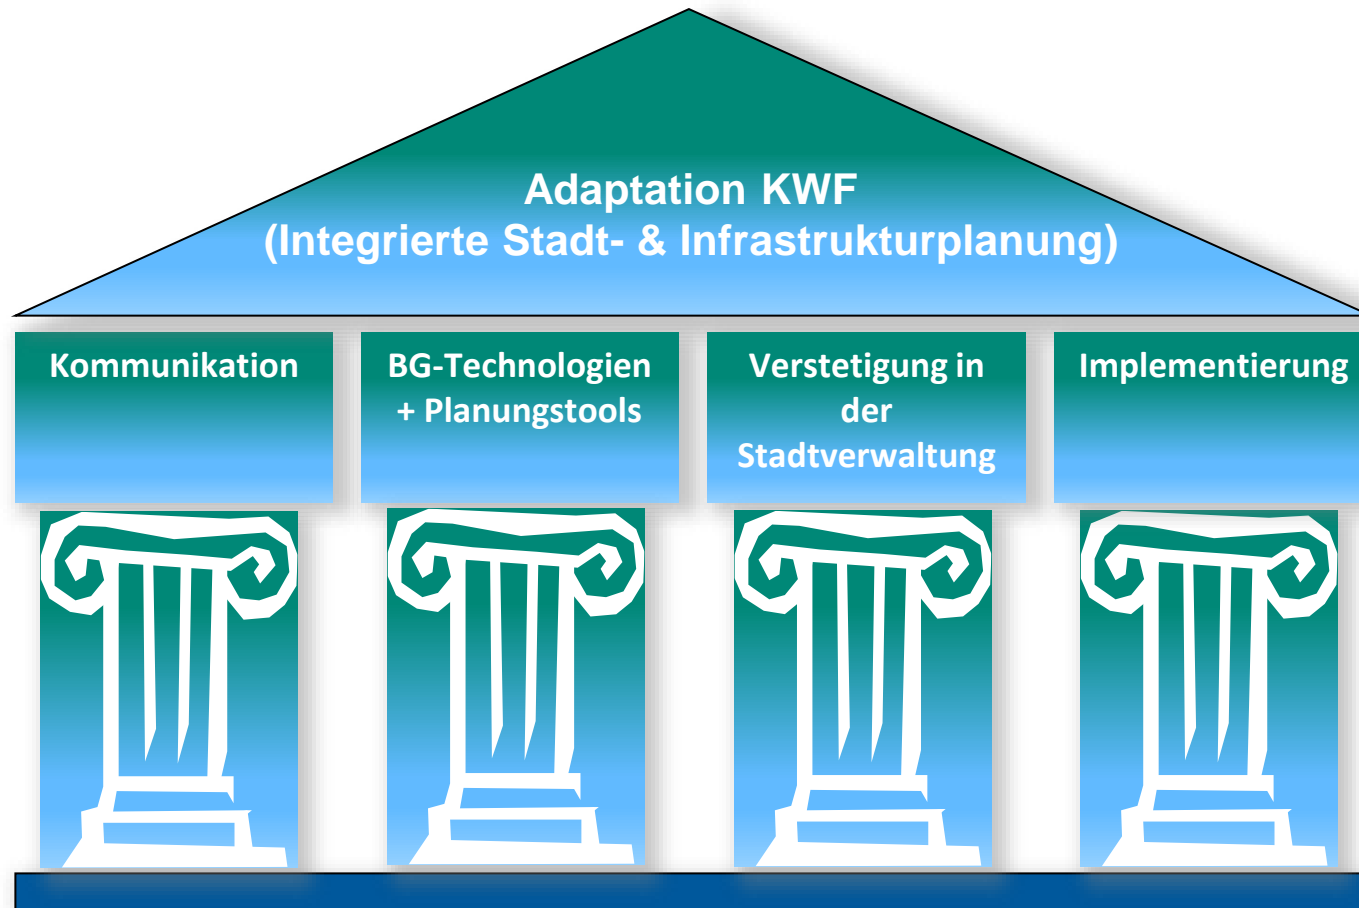 Adaptation KWF
(Integrierte Stadt- & Infrastrukturplanung)
Kommunikation
BG-Technologien
+ Planungstools
Verstetigung in
der
Stadtverwaltung
Implementierung